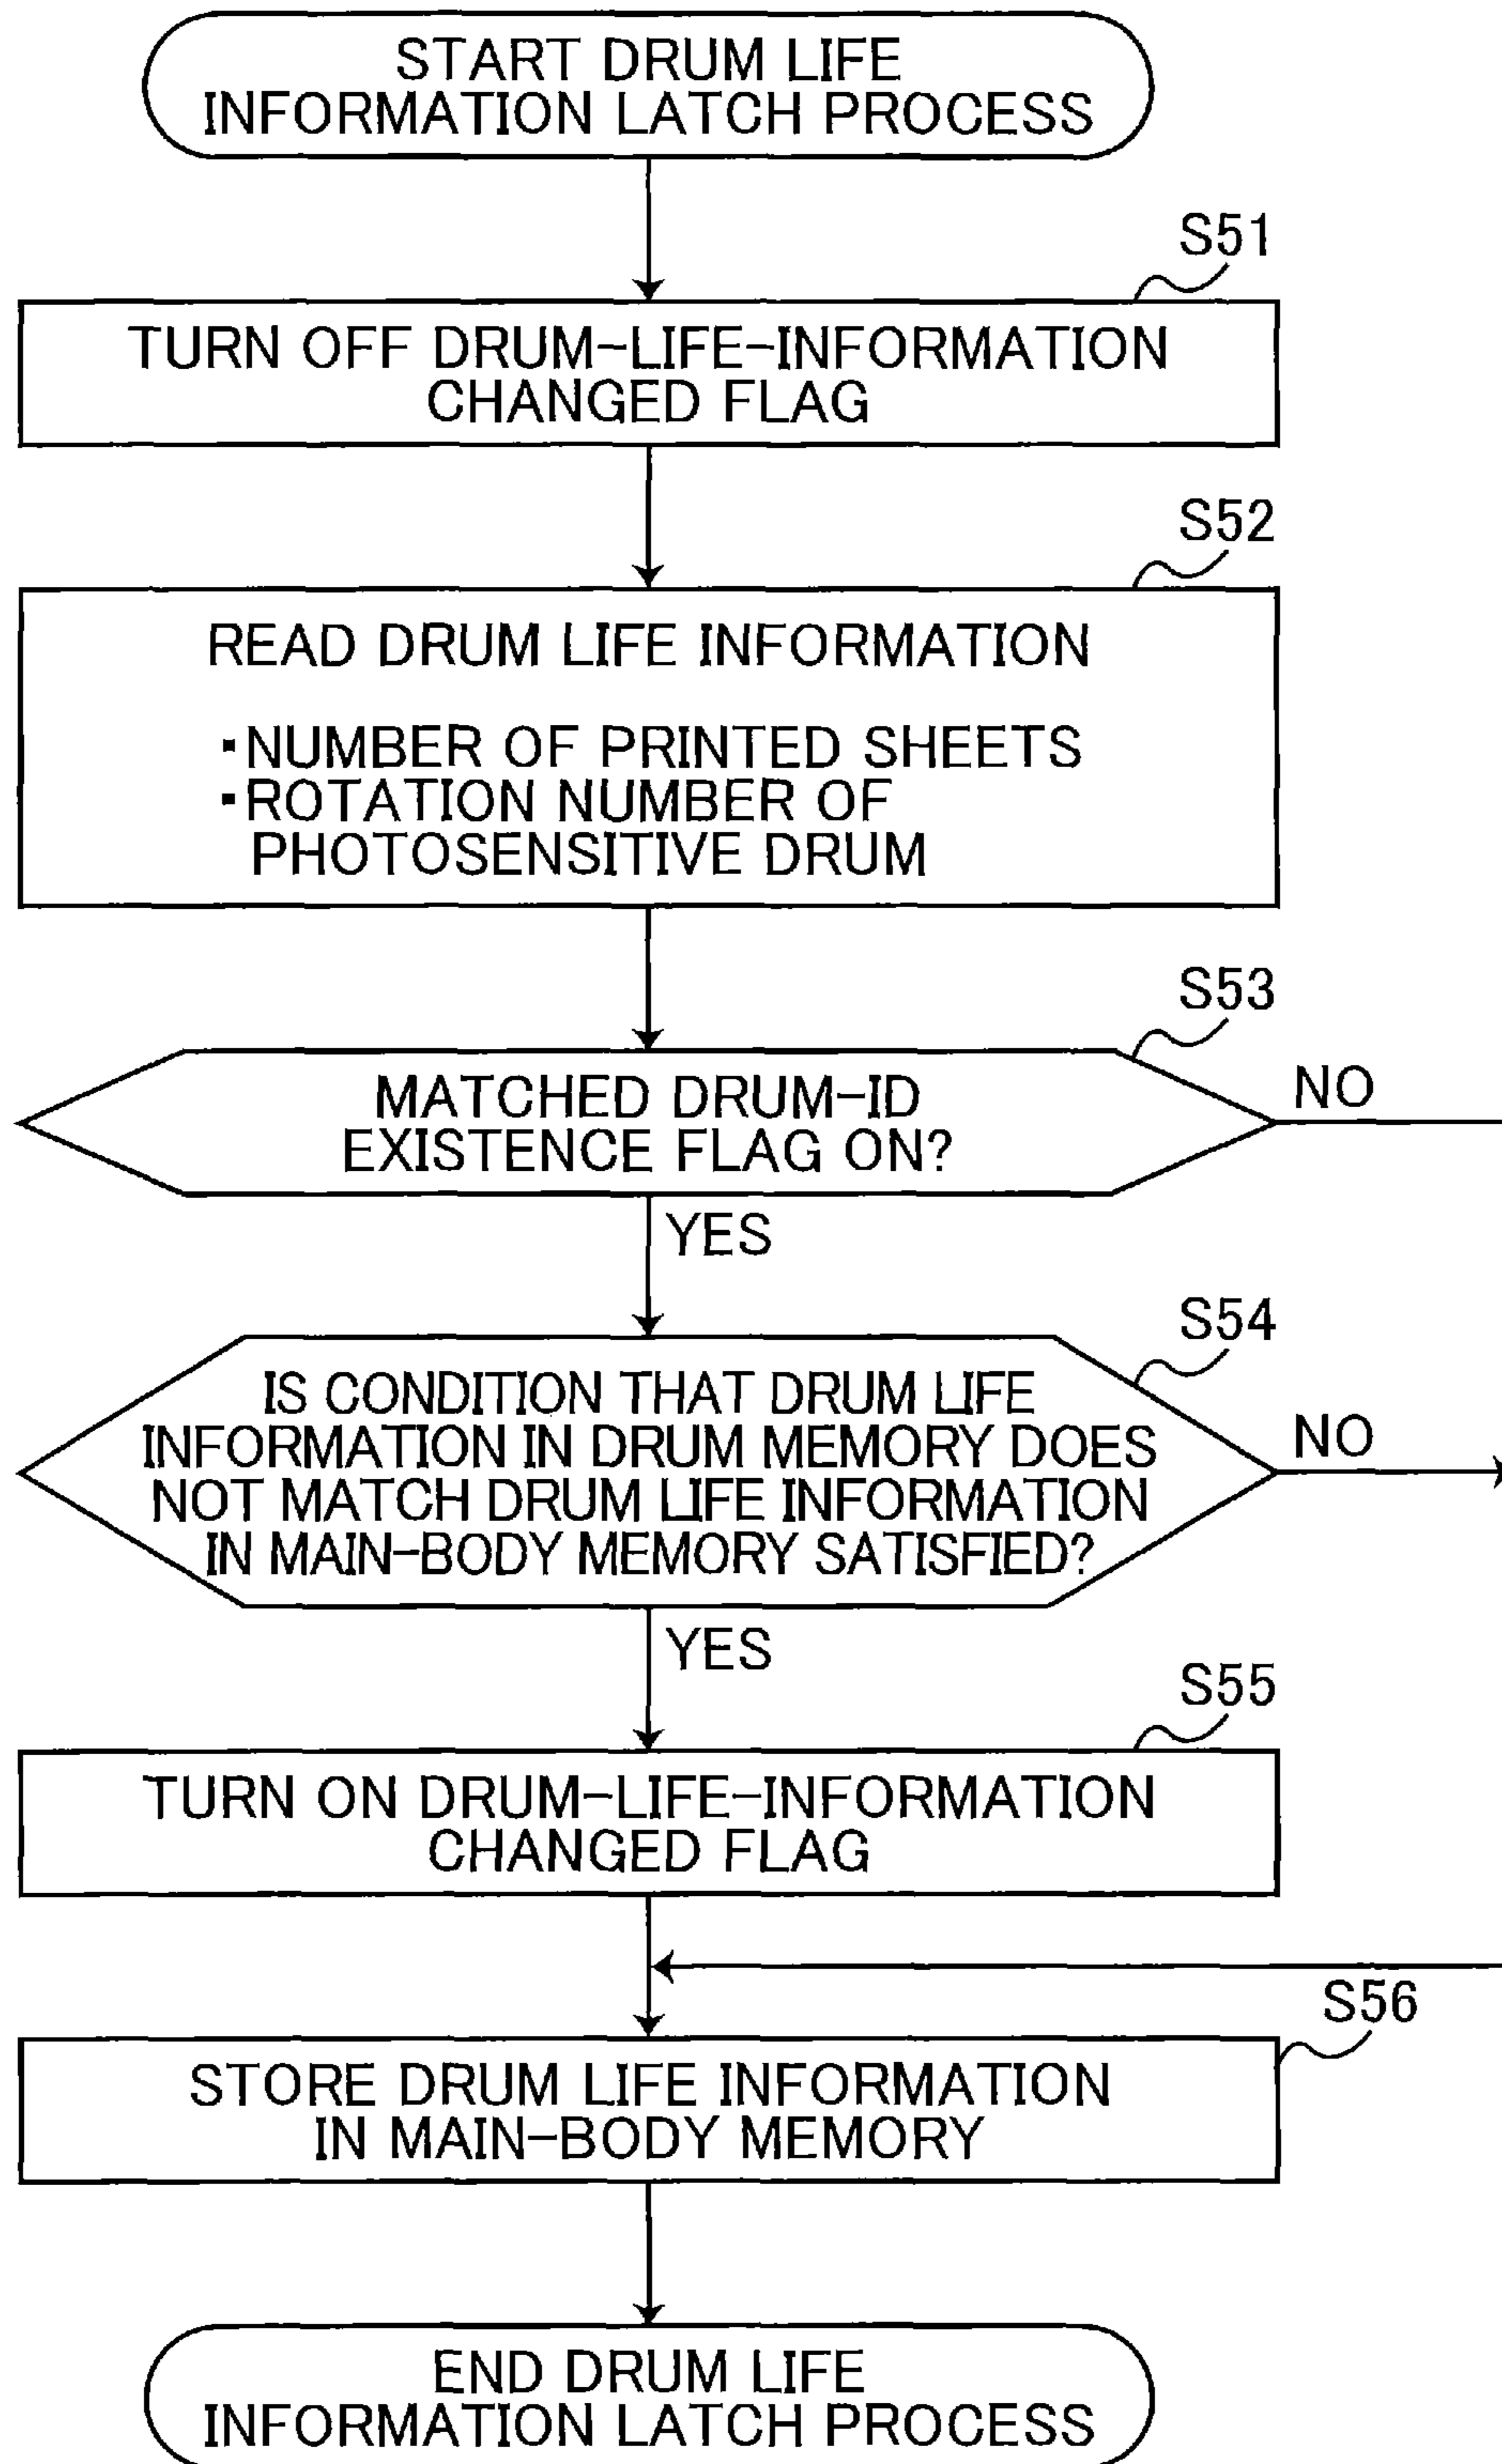 START DRUM LIFE
INFORMATION LATCH PROCESS
S51
TURN OFF DRUM-LIFE-INFORMATION
CHANGED FLAG
S52
READ DRUM LIFE INFORMATION
▪NUMBER OF PRINTED SHEETS
▪ROTATION NUMBER OF
PHOTOSENSITIVE DRUM
S53
MATCHED DRUM-ID
EXISTENCE FLAG ON?
NO
YES
S54
IS CONDITION THAT DRUM LIFE
INFORMATION IN DRUM MEMORY DOES
NOT MATCH DRUM LIFE INFORMATION
IN MAIN-BODY MEMORY SATISFIED?
NO
YES
S55
TURN ON DRUM-LIFE-INFORMATION
CHANGED FLAG
S56
STORE DRUM LIFE INFORMATION
IN MAIN-BODY MEMORY
END DRUM LIFE
INFORMATION LATCH PROCESS